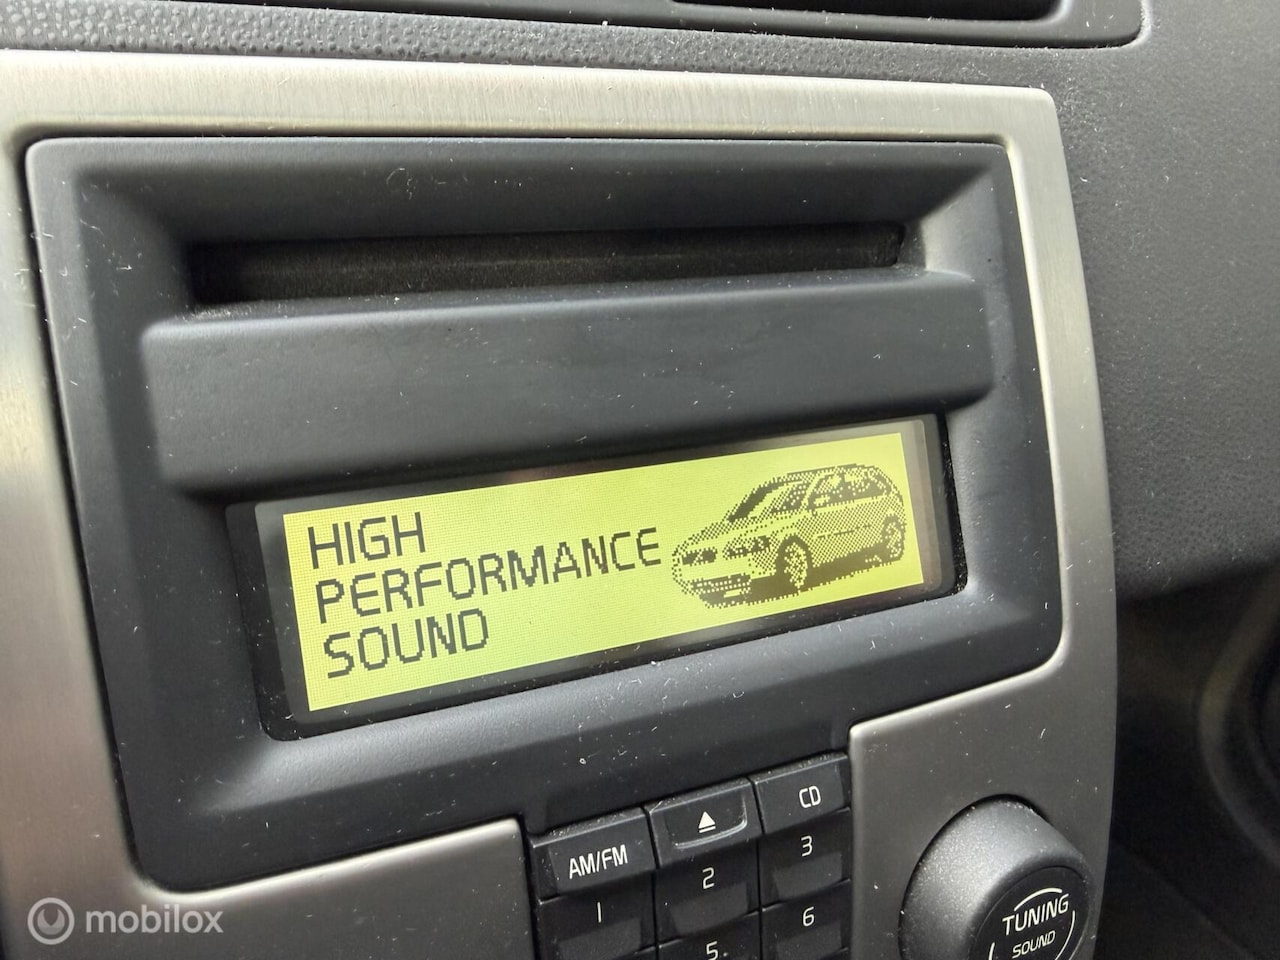 HIGH
PERFORMANCE
SOUND
CD
AM/FM
3
2
1
6
5
TUNING
SOUND
mobilox